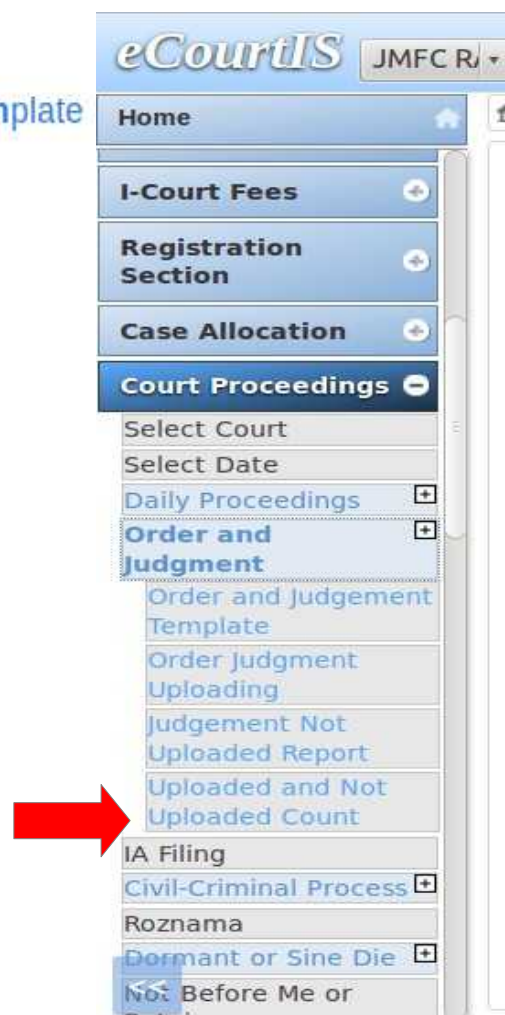 eCourtIS
JMFC R
nplate
Home
I-Court Fees
Registration
Section
Case Allocation
Court Proceedings
Select Court
Select Date
Daily Proceedings
Order and
Judgment
Order and Judgement
Template
Order Judgment
Uploading
Judgement Not
Uploaded Report
Uploaded and Not
Uploaded Count
IA Filing
Civil-Criminal Process
Roznama
Dormant or Sine Die
<<
Not Before Me or